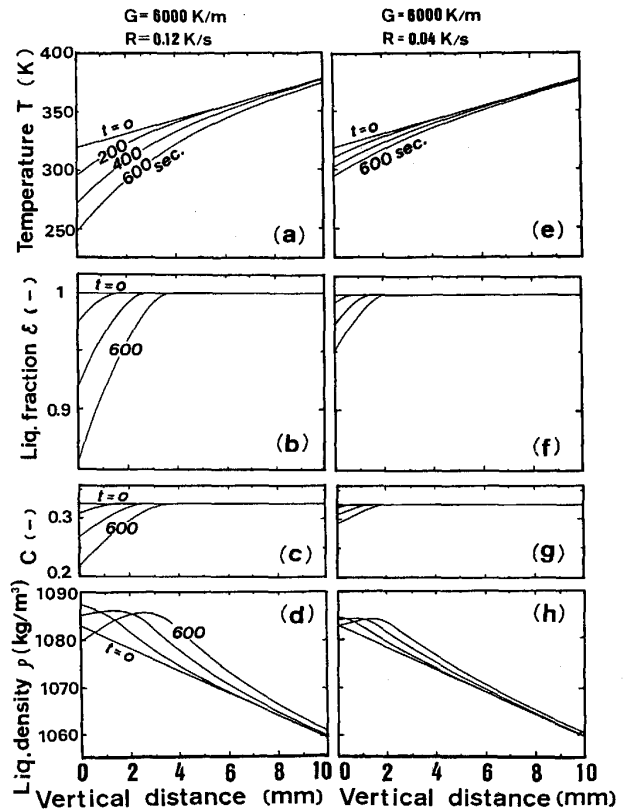 G = 6000 K/m
R = 0.12 K/s
G = 6000 K/m
R = 0.04 K/s
Temperature T (K)
400
350
300
250
t=0
200
400
600 sec.
(a)
t=0
600 sec.
(e)
Liq. fraction ε (-)
1
0.9
t=0
600
(b)
(f)
C (-)
0.3
0.2
t=0
600
(c)
(g)
Liq. density ρ (kg/m³)
1090
1080
1070
1060
600
t=0
(d)
(h)
0 2 4 6 8 10
0 2 4 6 8 10
Vertical distance (mm)
Vertical distance (mm)